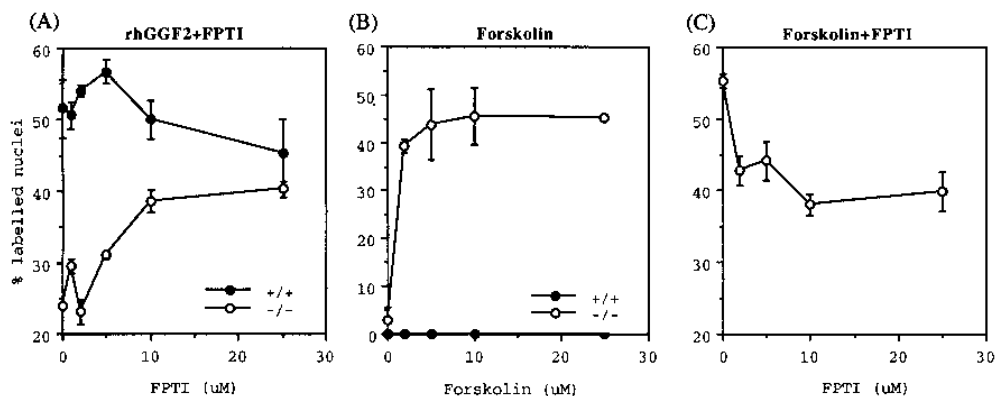 (A)
rhGGF2+FPTI
% labelled nuclei
60
50
40
30
20
+/+
-/-
0 10 20 30
FPTI (uM)
(B)
Forskolin
60
50
40
30
20
10
0
+/+
-/-
0 10 20 30
Forskolin (uM)
(C)
Forskolin+FPTI
60
50
40
30
20
0 10 20 30
FPTI (uM)